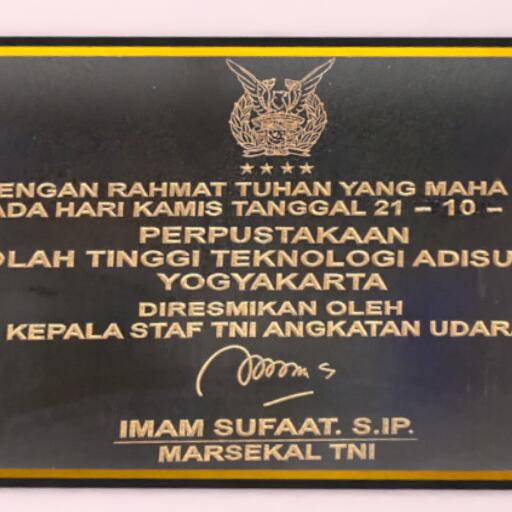 ENGAN RAHMAT TUHAN YANG MAHA
ADA HARI KAMIS TANGGAL 21 - 10 -
PERPUSTAKAAN
OLAH TINGGI TEKNOLOGI ADISU
YOGYAKARTA
DIRESMIKAN OLEH
KEPALA STAF TNI ANGKATAN UDARA
IMAM SUFAAT. S.IP.
MARSEKAL TNI